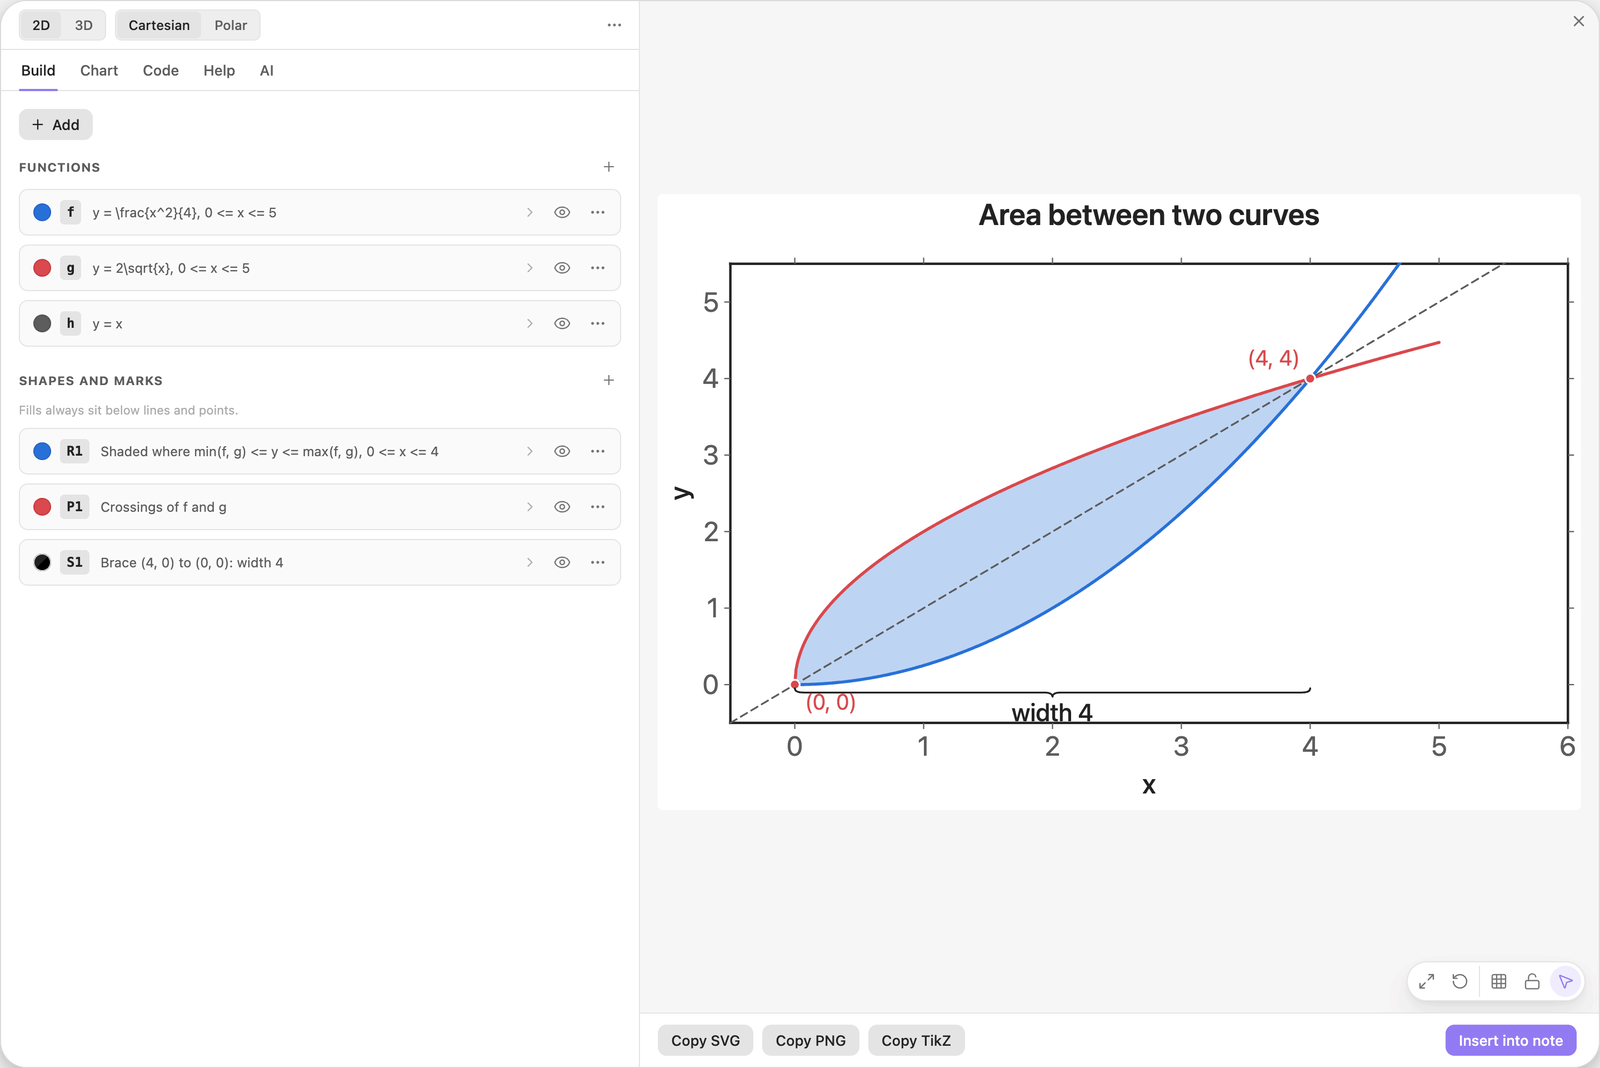 2D 3D Cartesian Polar
Build Chart Code Help AI
+ Add
FUNCTIONS
f y = \frac{x^2}{4}, 0 <= x <= 5
g y = 2\sqrt{x}, 0 <= x <= 5
h y = x
SHAPES AND MARKS
Fills always sit below lines and points.
R1 Shaded where min(f, g) <= y <= max(f, g), 0 <= x <= 4
P1 Crossings of f and g
S1 Brace (4, 0) to (0, 0): width 4
Area between two curves
5
(4, 4)
4
3
y
2
1
0
(0, 0)
width 4
0 1 2 3 4 5 6
x
Copy SVG Copy PNG Copy TikZ Insert into note